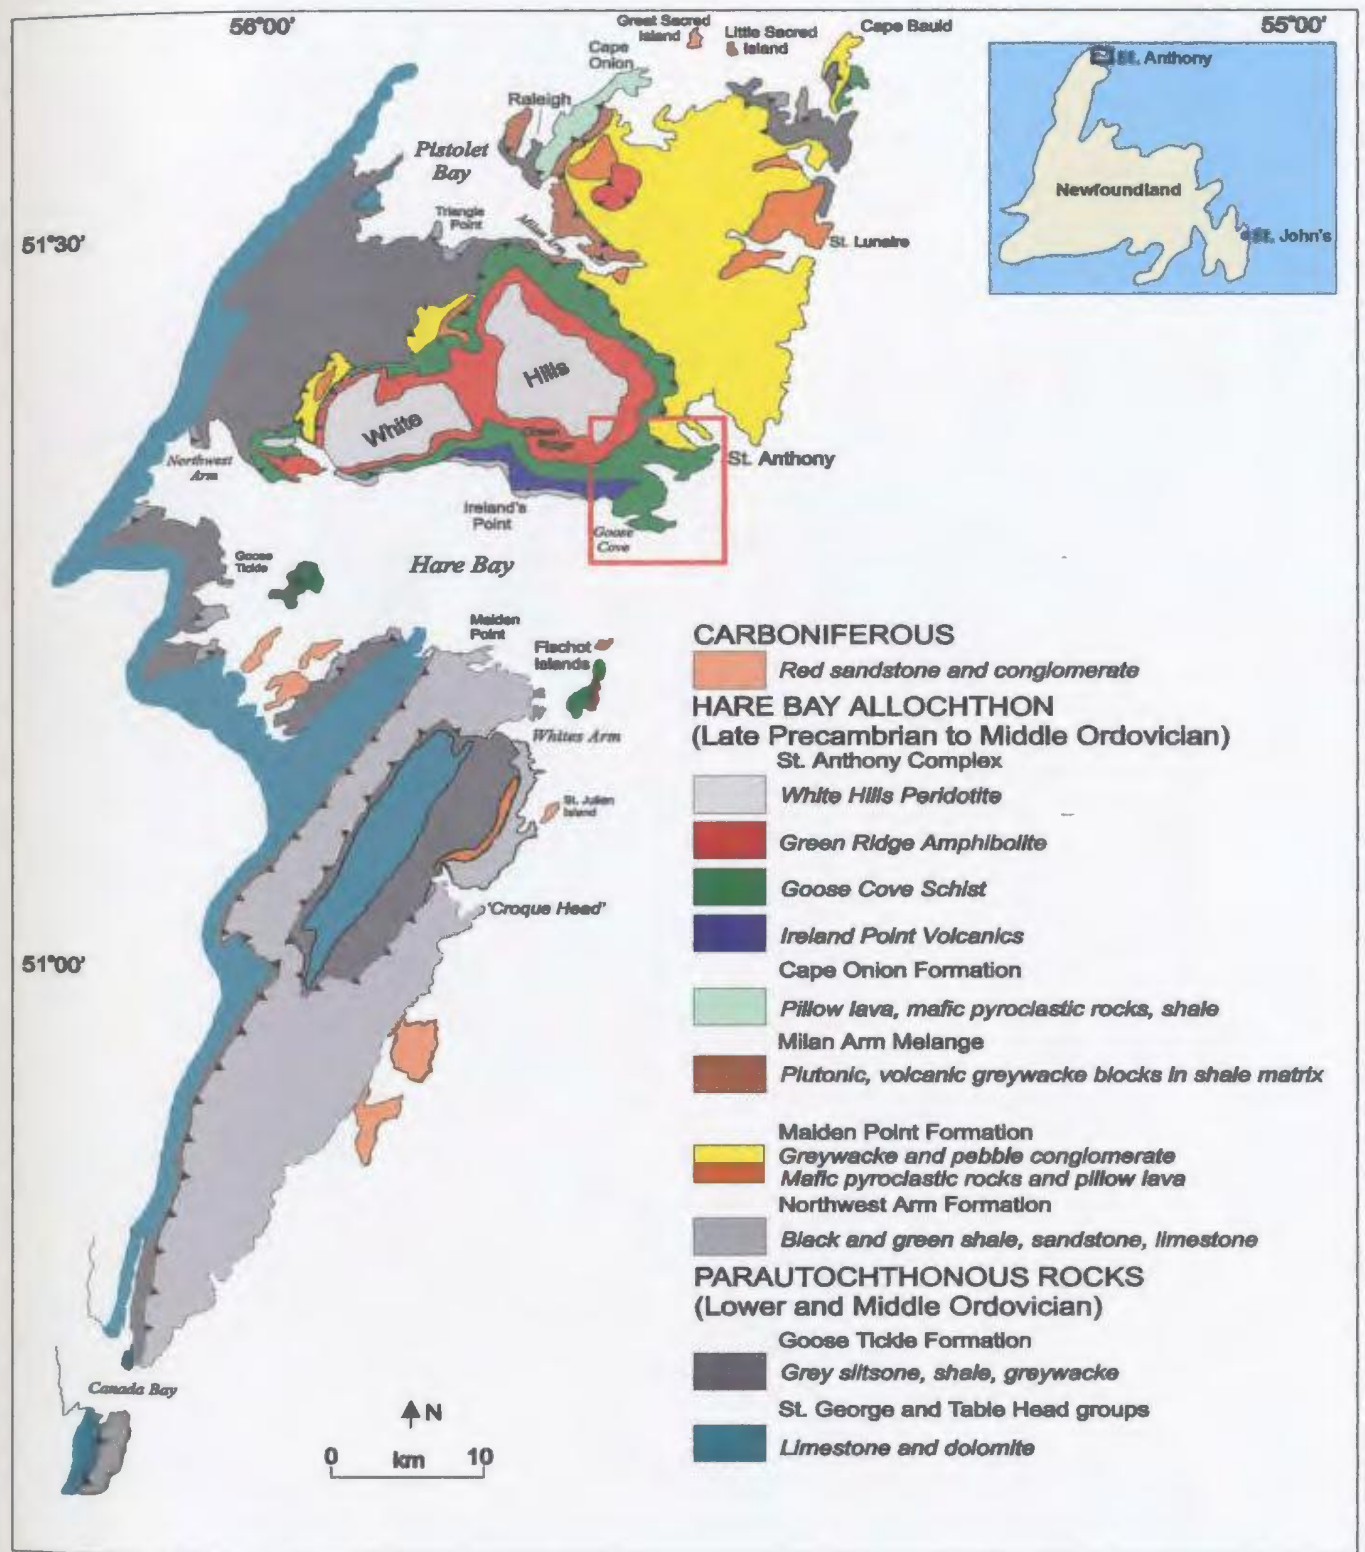 56°00'
55°00'
Great Sacred
Island
Little Sacred
Island
Cape Bauld
Cape
Onion
Raleigh
Pistolet
Bay
Triangle
Point
Milan Arm
51°30'
St. Lunaire
St. Anthony
Newfoundland
St. John's
Hills
White
Green
Ridge
St. Anthony
Northwest
Arm
Ireland's
Point
Goose
Cove
Goose
Tickle
Hare Bay
Maiden
Point
Fischot
Islands
Whites Arm
St. Julien
Island
'Croque Head'
51°00'
Canada Bay
N
0 km 10
CARBONIFEROUS
Red sandstone and conglomerate
HARE BAY ALLOCHTHON
(Late Precambrian to Middle Ordovician)
St. Anthony Complex
White Hills Peridotite
Green Ridge Amphibolite
Goose Cove Schist
Ireland Point Volcanics
Cape Onion Formation
Pillow lava, mafic pyroclastic rocks, shale
Milan Arm Melange
Plutonic, volcanic greywacke blocks in shale matrix
Maiden Point Formation
Greywacke and pebble conglomerate
Mafic pyroclastic rocks and pillow lava
Northwest Arm Formation
Black and green shale, sandstone, limestone
PARAUTOCHTHONOUS ROCKS
(Lower and Middle Ordovician)
Goose Tickle Formation
Grey siltsone, shale, greywacke
St. George and Table Head groups
Limestone and dolomite